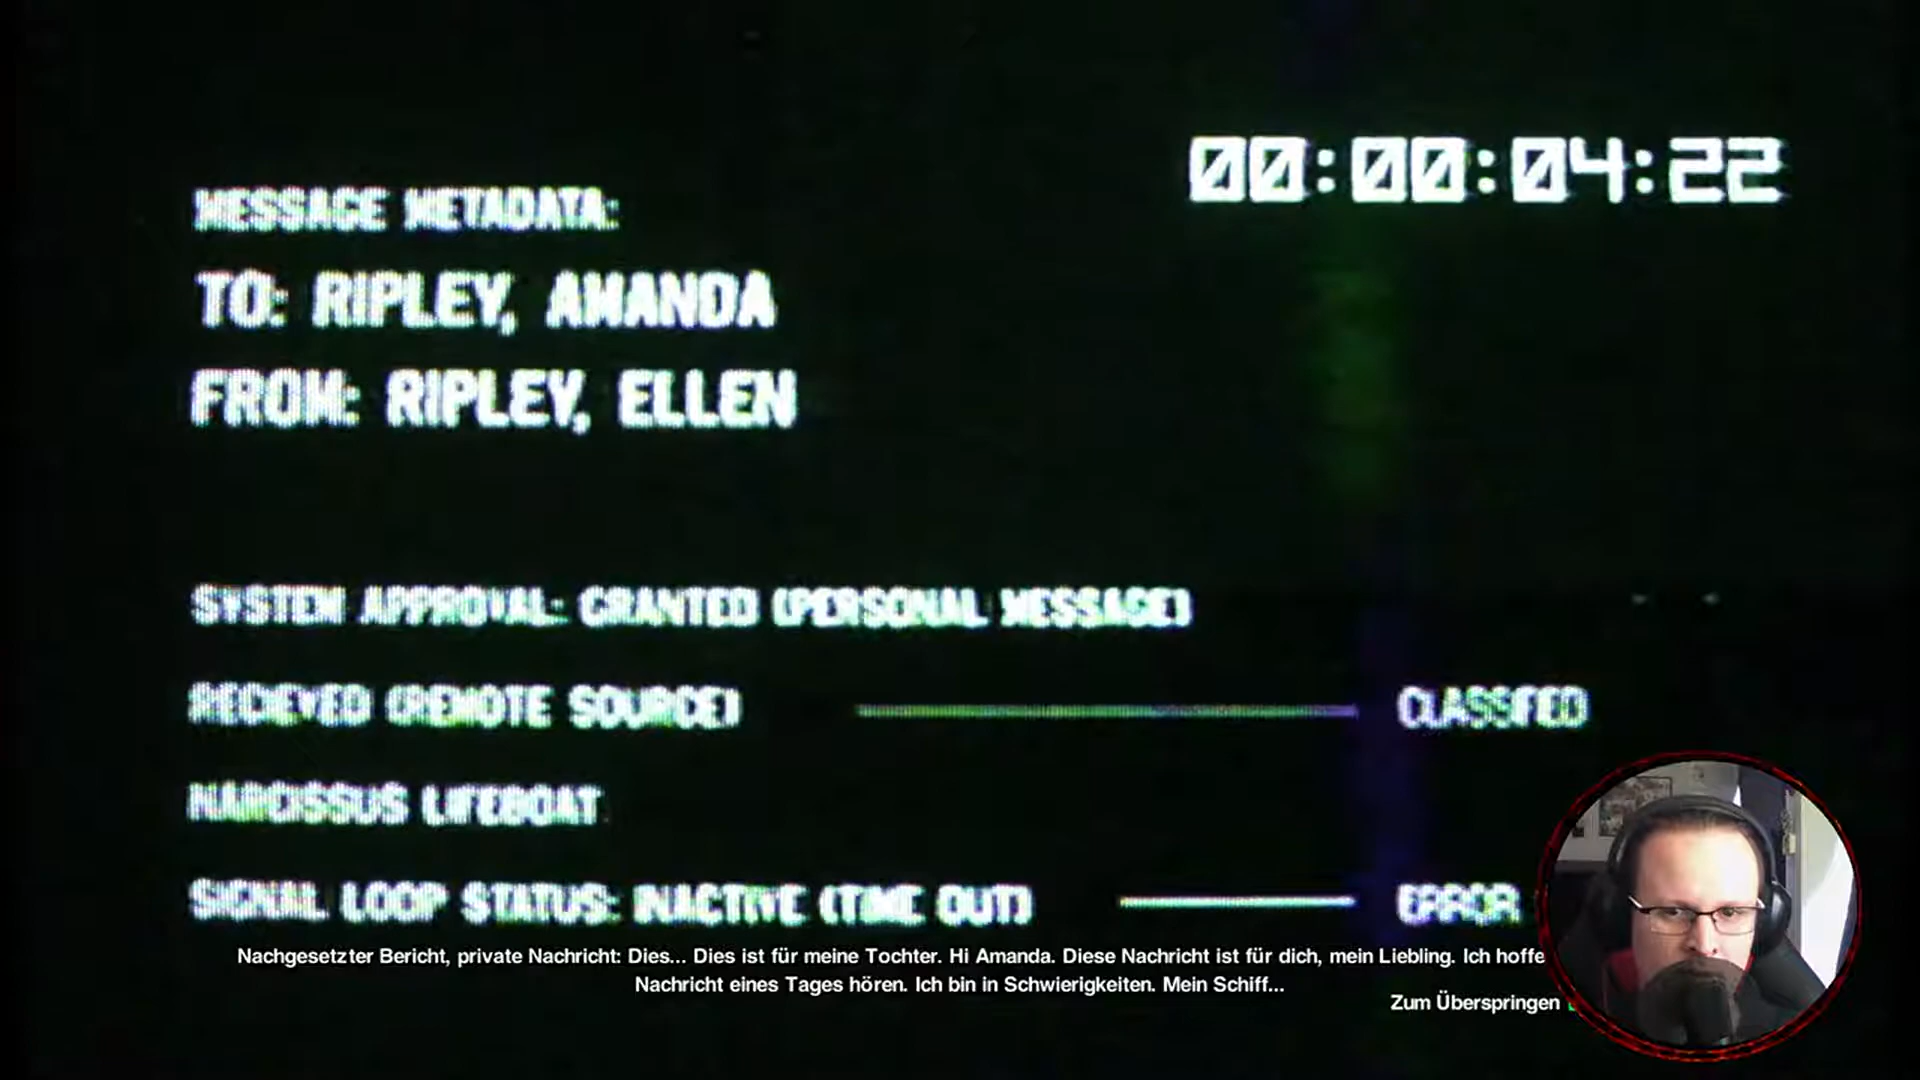 00:00:04:22
MESSAGE METADATA:
TO: RIPLEY, AMANDA
FROM: RIPLEY, ELLEN
SYSTEM APPROVAL: GRANTED (PERSONAL MESSAGE)
RECIEVED (REMOTE SOURCE) CLASSIFIED
NARCISSUS LIFEBOAT
SIGNAL LOOP STATUS: INACTIVE (TIME OUT) ERROR
Nachgesetzter Bericht, private Nachricht: Dies... Dies ist für meine Tochter. Hi Amanda. Diese Nachricht ist für dich, mein Liebling. Ich hoffe
Nachricht eines Tages hören. Ich bin in Schwierigkeiten. Mein Schiff...
Zum Überspringen